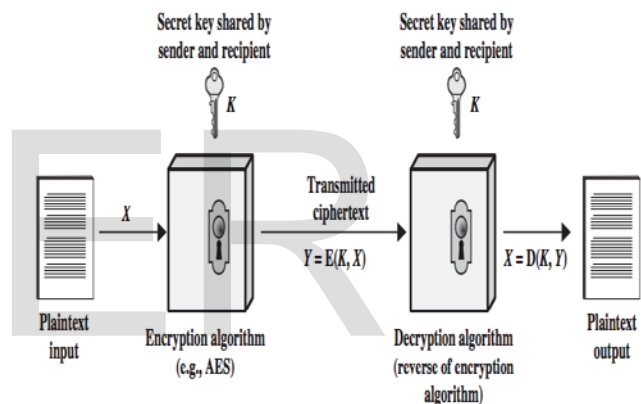 Secret key shared by
sender and recipient
K
Secret key shared by
sender and recipient
K
X
Transmitted
ciphertext
Y = E(K, X)
X = D(K, Y)
Plaintext
input
Encryption algorithm
(e.g., AES)
Decryption algorithm
(reverse of encryption
algorithm)
Plaintext
output
ER